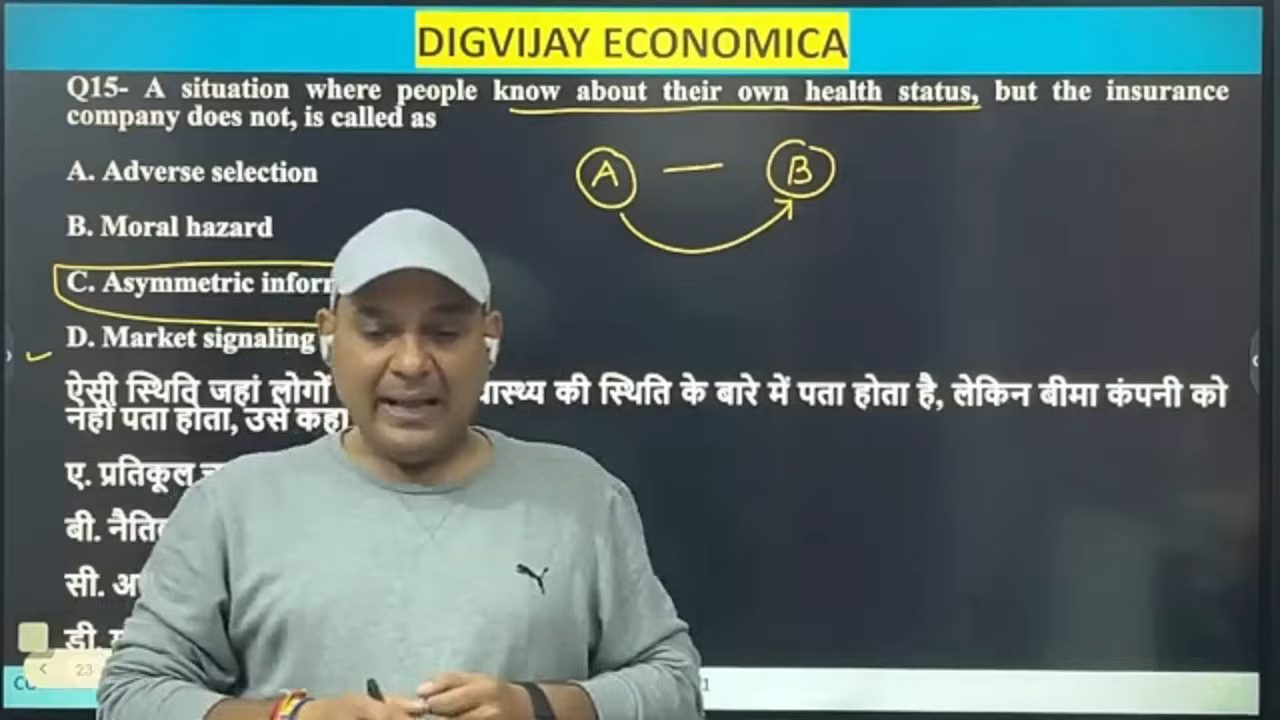 DIGVIJAY ECONOMICA
Q15- A situation where people know about their own health status, but the insurance
company does not, is called as
A. Adverse selection
A — B
B. Moral hazard
C. Asymmetric
D. Market signaling
ऐसी स्थिति जहां लोगों की स्थिति के बारे में पता होता है, लेकिन बीमा कंपनी को
नहीं पता होता, उसे कहा
ए. प्रतिकूल
बी.
सी.
डी.
23